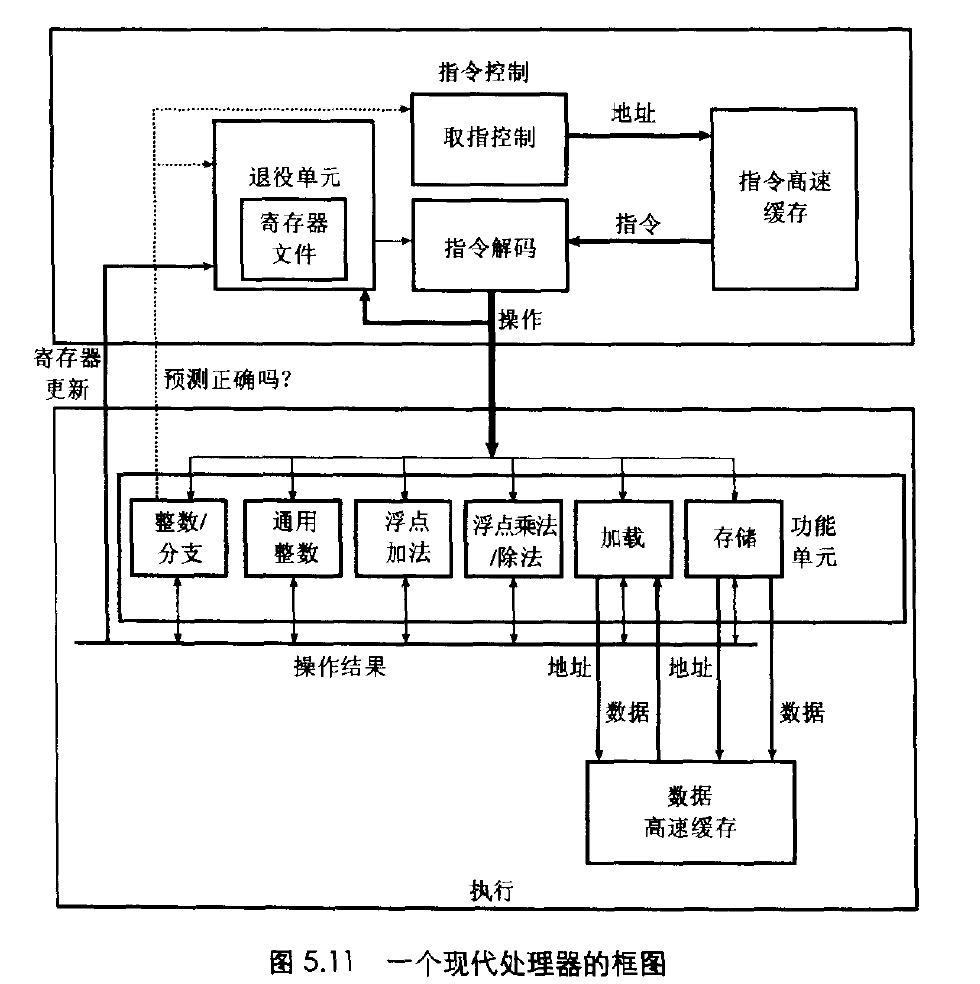 指令控制
取指控制
地址
指令高速
缓存
退役单元
寄存器
文件
指令解码
指令
操作
寄存器
更新
预测正确吗？
整数/
分支
通用
整数
浮点
加法
浮点乘法
/除法
加载
存储
功能
单元
操作结果
地址
地址
数据
数据
数据
高速缓存
执行
图 5.11 一个现代处理器的框图